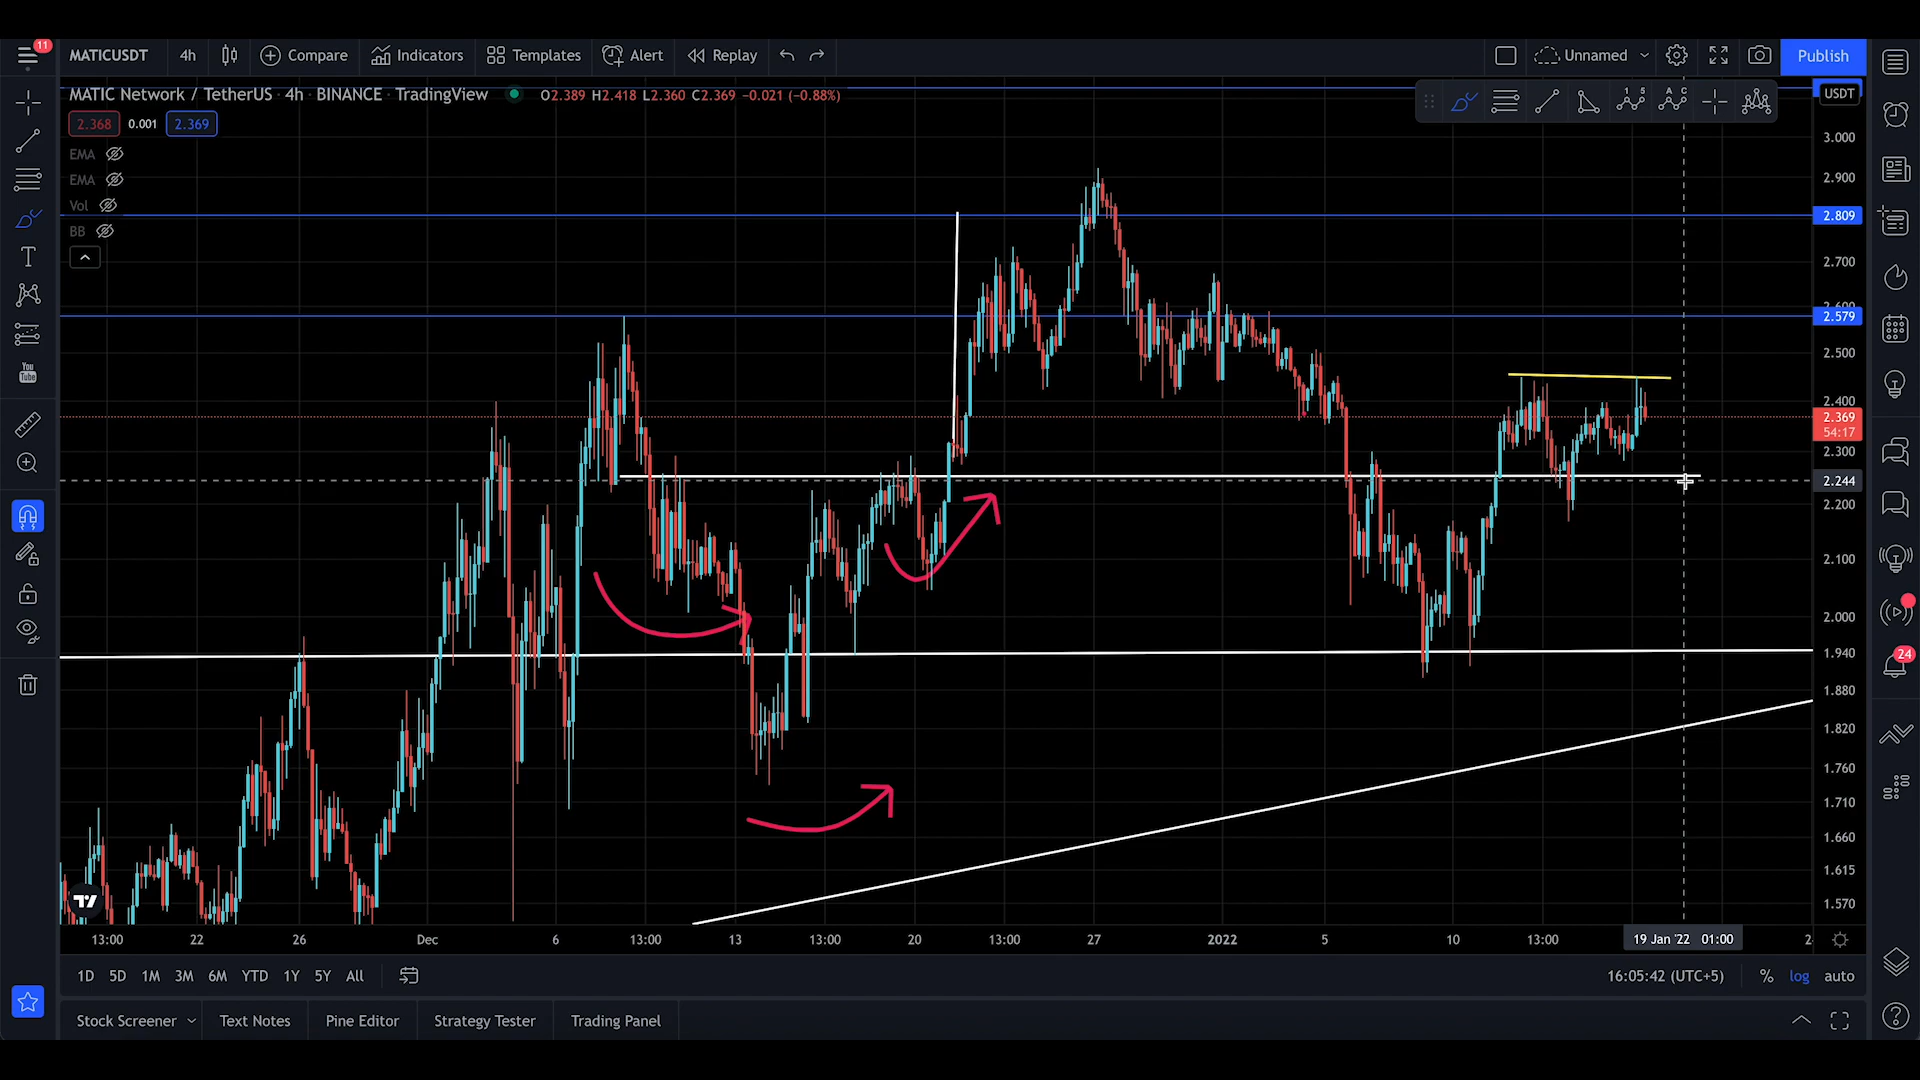 11
MATICUSDT 4h Compare Indicators Templates Alert Replay Unnamed Publish
MATIC Network / TetherUS · 4h · BINANCE · TradingView O2.389 H2.418 L2.360 C2.369 −0.021 (−0.88%)
USDT
2.368 0.001 2.369
EMA
EMA
Vol
BB
3.000
2.900
2.809
2.700
2.579
2.500
2.400
2.369
54:17
2.300
2.244
2.200
2.100
2.000
1.940
1.880
1.820
1.760
1.710
1.660
1.615
1.570
You
Tube
24
13:00 22 26 Dec 6 13:00 13 13:00 20 13:00 27 2022 5 10 13:00 19 Jan '22 01:00
1D 5D 1M 3M 6M YTD 1Y 5Y All 16:05:42 (UTC+5) % log auto
Stock Screener Text Notes Pine Editor Strategy Tester Trading Panel